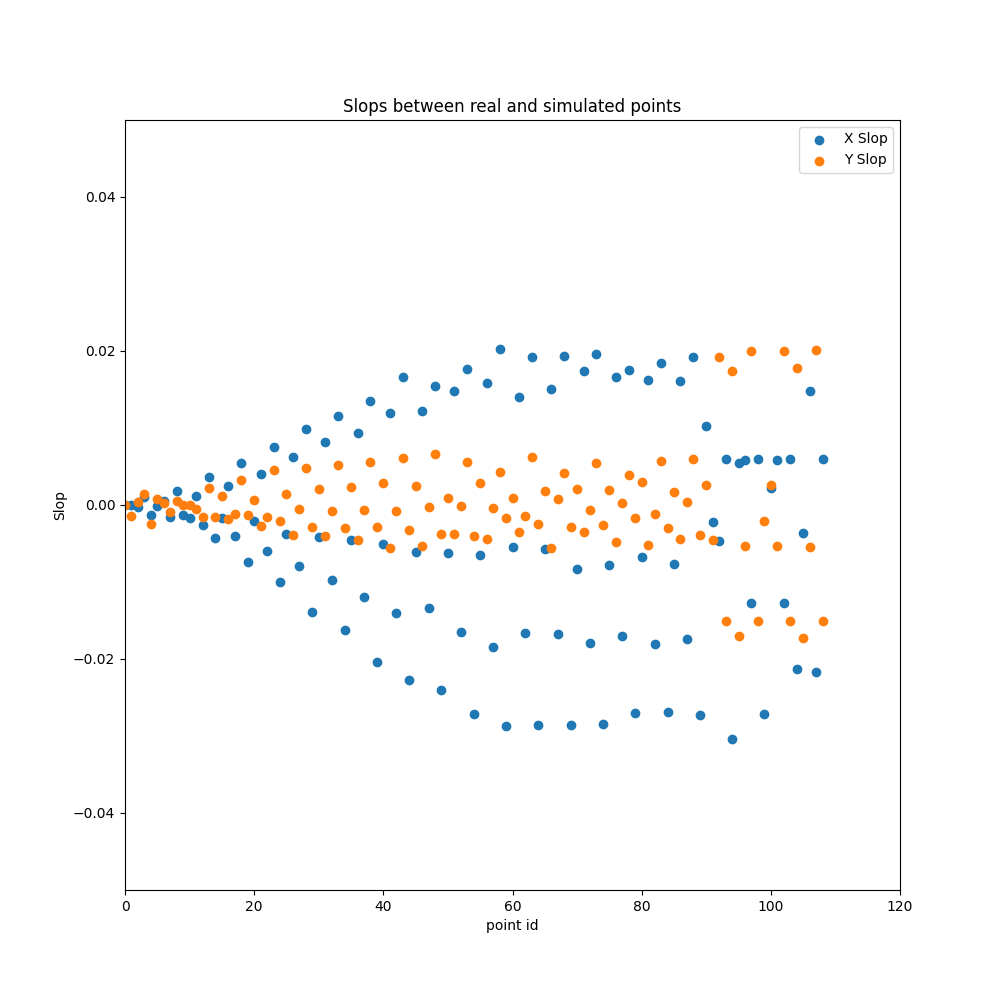 Slops between real and simulated points
X Slop
Y Slop
0.04
0.02
0.00
−0.02
−0.04
Slop
0 20 40 60 80 100 120
point id